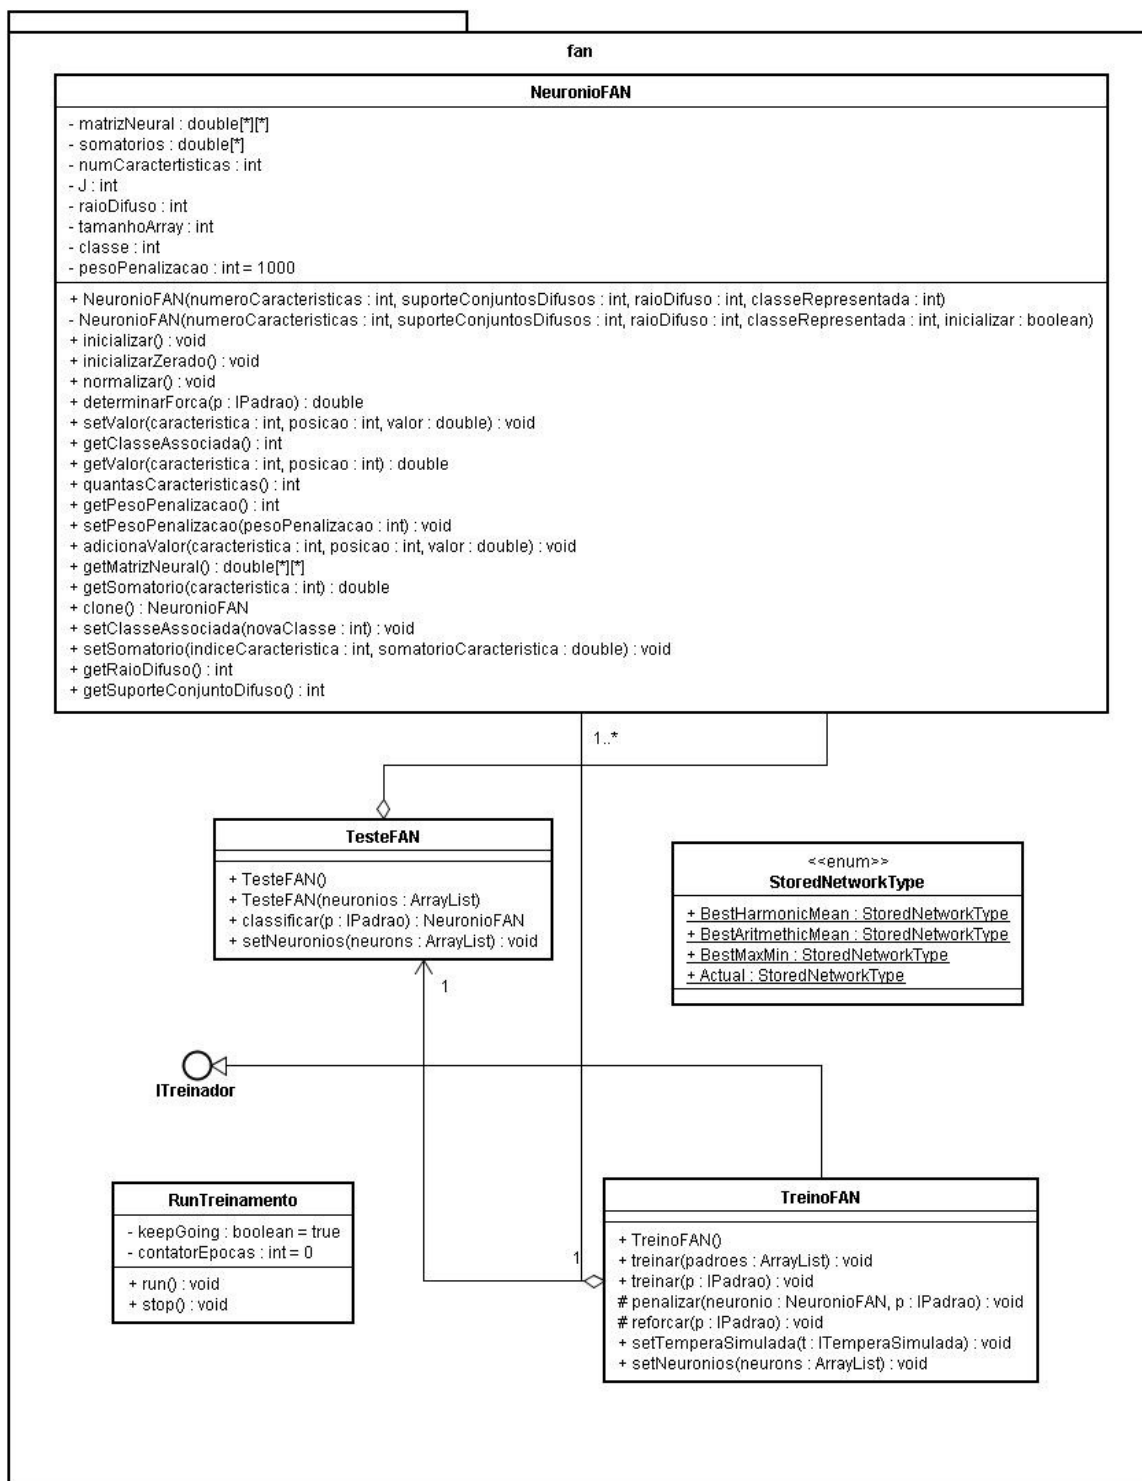 fan
NeuronioFAN
- matrizNeural : double[*][*]
- somatorios : double[*]
- numCaractertisticas : int
- J : int
- raioDifuso : int
- tamanhoArray : int
- classe : int
- pesoPenalizacao : int = 1000
+ NeuronioFAN(numeroCaracteristicas : int, suporteConjuntosDifusos : int, raioDifuso : int, classeRepresentada : int)
- NeuronioFAN(numeroCaracteristicas : int, suporteConjuntosDifusos : int, raioDifuso : int, classeRepresentada : int, inicializar : boolean)
+ inicializar() : void
+ inicializarZerado() : void
+ normalizar() : void
+ determinarForca(p : IPadrao) : double
+ setValor(caracteristica : int, posicao : int, valor : double) : void
+ getClasseAssociada() : int
+ getValor(caracteristica : int, posicao : int) : double
+ quantasCaracteristicas() : int
+ getPesoPenalizacao() : int
+ setPesoPenalizacao(pesoPenalizacao : int) : void
+ adicionaValor(caracteristica : int, posicao : int, valor : double) : void
+ getMatrizNeural() : double[*][*]
+ getSomatorio(caracteristica : int) : double
+ clone() : NeuronioFAN
+ setClasseAssociada(novaClasse : int) : void
+ setSomatorio(indiceCaracteristica : int, somatorioCaracteristica : double) : void
+ getRaioDifuso() : int
+ getSuporteConjuntoDifuso() : int
1..*
TesteFAN
+ TesteFAN()
+ TesteFAN(neuronios : ArrayList)
+ classificar(p : IPadrao) : NeuronioFAN
+ setNeuronios(neurons : ArrayList) : void
<<enum>>
StoredNetworkType
+ BestHarmonicMean : StoredNetworkType
+ BestAritmethicMean : StoredNetworkType
+ BestMaxMin : StoredNetworkType
+ Actual : StoredNetworkType
1
ITreinador
RunTreinamento
- keepGoing : boolean = true
- contatorEpocas : int = 0
+ run() : void
+ stop() : void
1
TreinoFAN
+ TreinoFAN()
+ treinar(padroes : ArrayList) : void
+ treinar(p : IPadrao) : void
# penalizar(neuronio : NeuronioFAN, p : IPadrao) : void
# reforcar(p : IPadrao) : void
+ setTemperaSimulada(t : ITemperaSimulada) : void
+ setNeuronios(neurons : ArrayList) : void